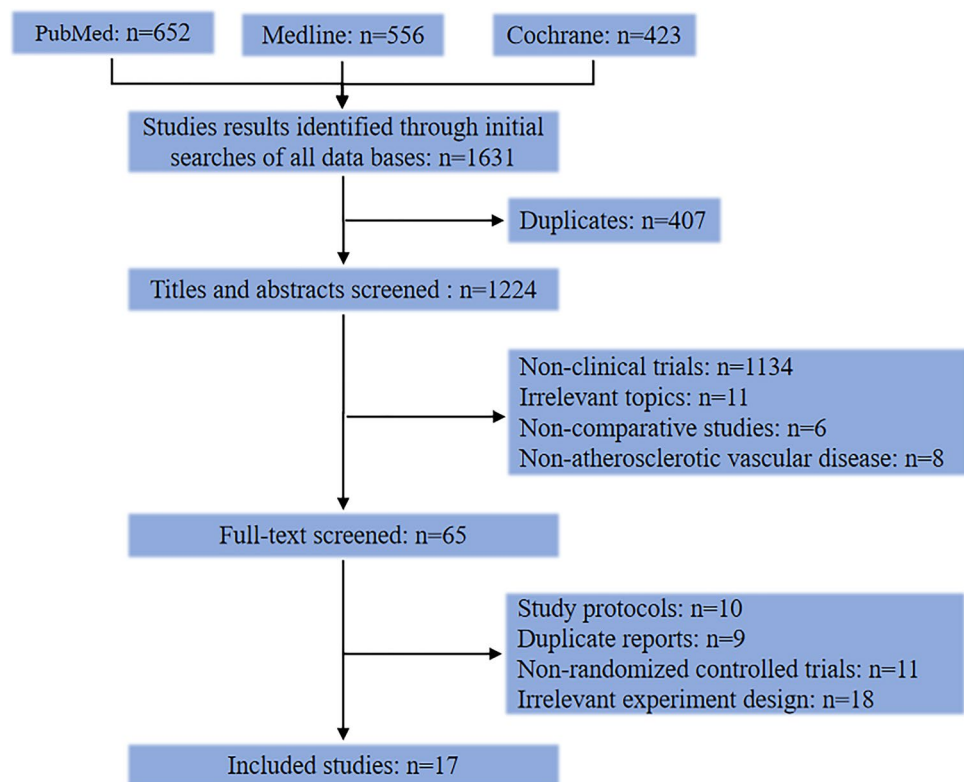 PubMed: n=652
Medline: n=556
Cochrane: n=423
Studies results identified through initial
searches of all data bases: n=1631
Duplicates: n=407
Titles and abstracts screened : n=1224
Non-clinical trials: n=1134
Irrelevant topics: n=11
Non-comparative studies: n=6
Non-atherosclerotic vascular disease: n=8
Full-text screened: n=65
Study protocols: n=10
Duplicate reports: n=9
Non-randomized controlled trials: n=11
Irrelevant experiment design: n=18
Included studies: n=17